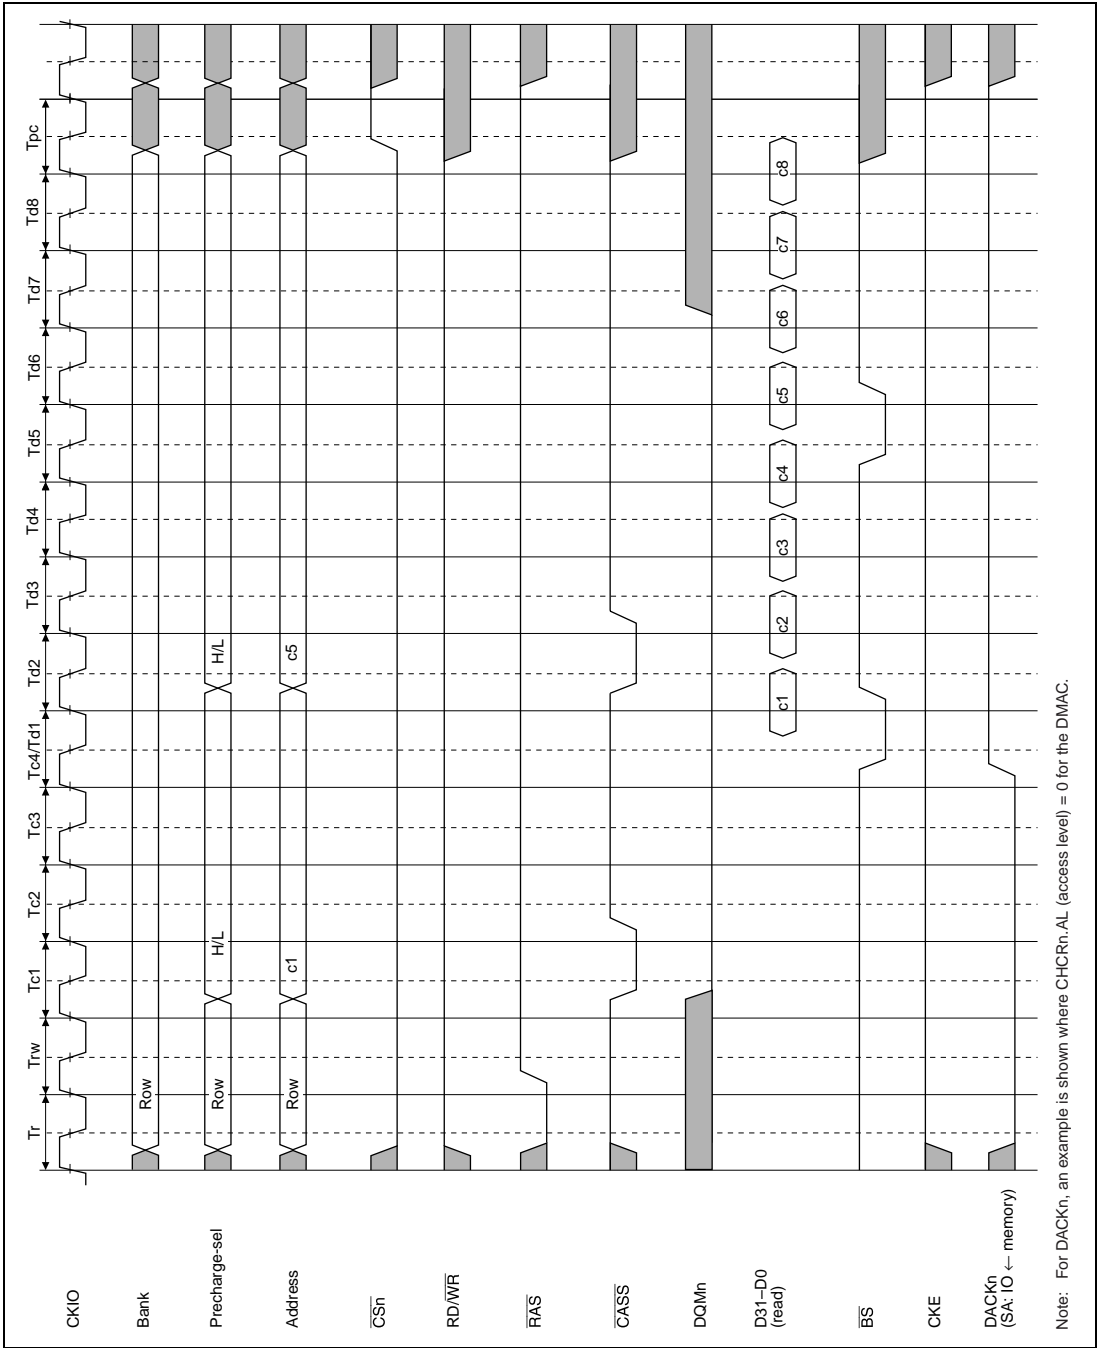 Tr Trw Tc1 Tc2 Tc3 Tc4/Td1 Td2 Td3 Td4 Td5 Td6 Td7 Td8 Tpc
CKIO
Bank Row
Precharge-sel Row H/L H/L
Address Row c1 c5
CSn
RD/WR
RAS
CASS
DQMn
D31–D0
(read) c1 c2 c3 c4 c5 c6 c7 c8
BS
CKE
DACKn
(SA: IO ← memory)
Note: For DACKn, an example is shown where CHCRn.AL (access level) = 0 for the DMAC.